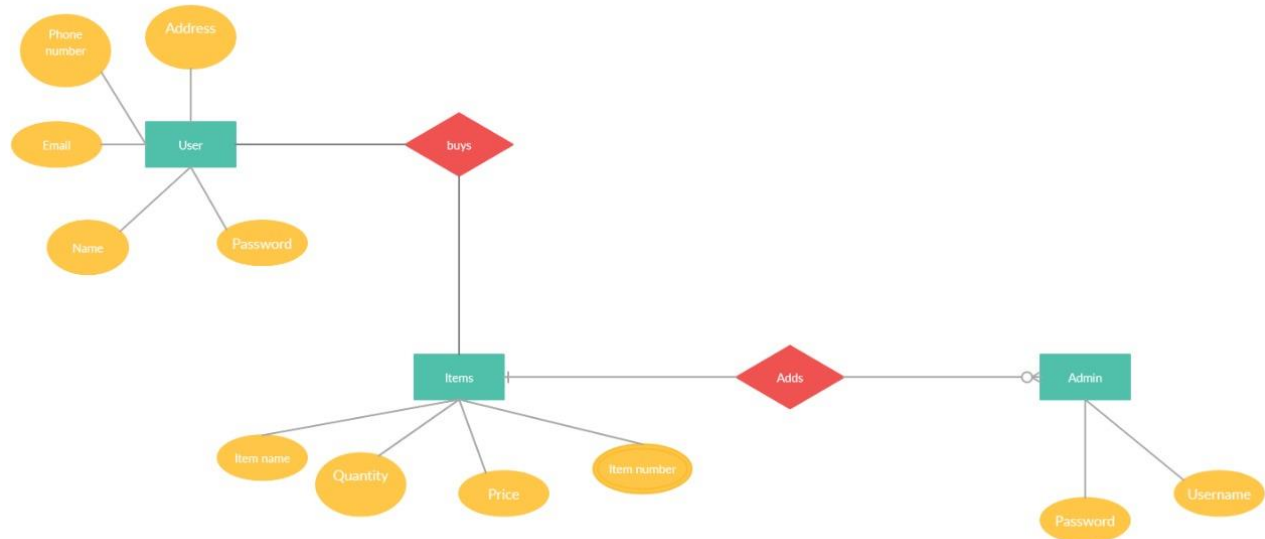 Phone
number
Address
Email
User
buys
Name
Password
Items
Adds
Admin
Item name
Quantity
Price
Item number
Password
Username